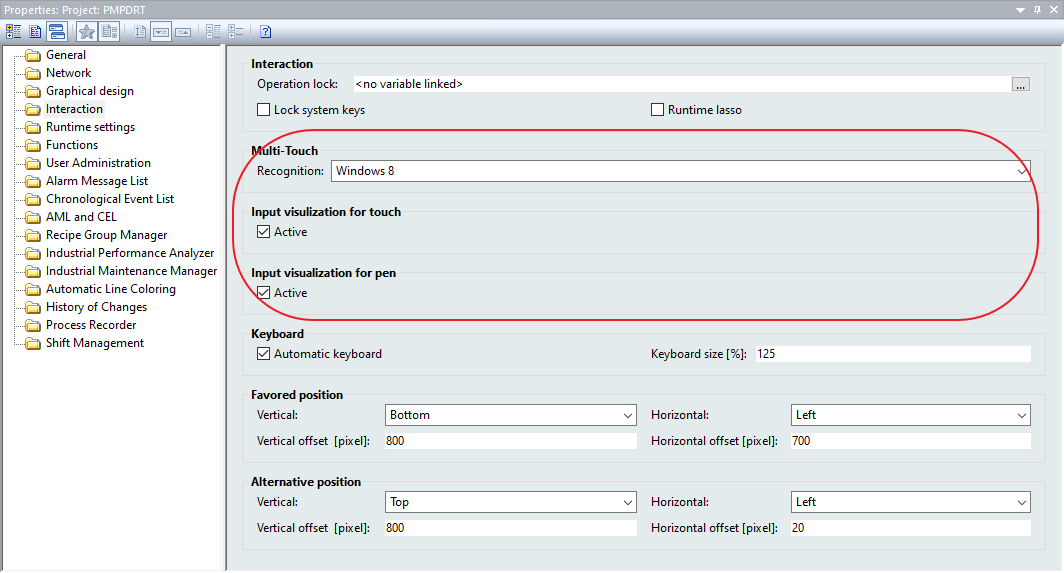 Properties: Project: PMPDRT
General
Network
Graphical design
Interaction
Runtime settings
Functions
User Administration
Alarm Message List
Chronological Event List
AML and CEL
Recipe Group Manager
Industrial Performance Analyzer
Industrial Maintenance Manager
Automatic Line Coloring
History of Changes
Process Recorder
Shift Management
Interaction
Operation lock: <no variable linked> ...
Lock system keys Runtime lasso
Multi-Touch
Recognition: Windows 8
Input visulization for touch
Active
Input visualization for pen
Active
Keyboard
Automatic keyboard Keyboard size [%]: 125
Favored position
Vertical: Bottom Horizontal: Left
Vertical offset [pixel]: 800 Horizontal offset [pixel]: 700
Alternative position
Vertical: Top Horizontal: Left
Vertical offset [pixel]: 800 Horizontal offset [pixel]: 20